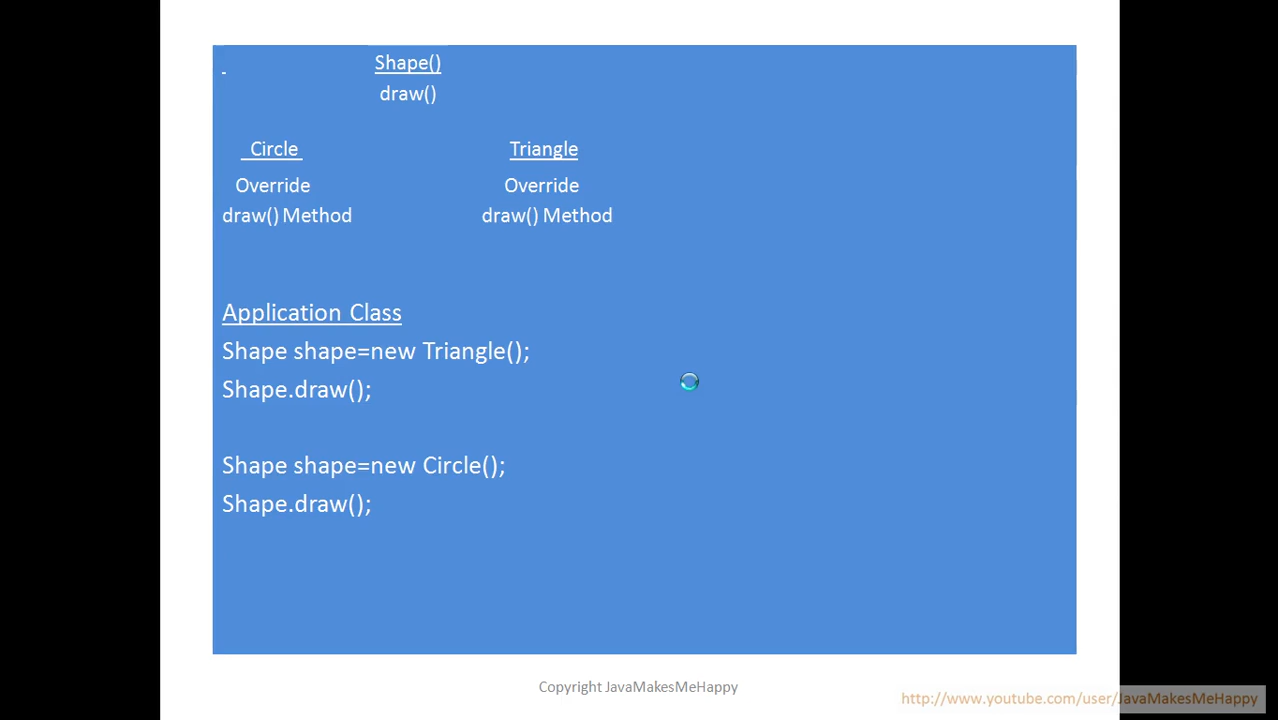 Shape()
draw()
Circle Triangle
Override Override
draw() Method draw() Method
Application Class
Shape shape=new Triangle();
Shape.draw();
Shape shape=new Circle();
Shape.draw();
Copyright JavaMakesMeHappy
http://www.youtube.com/user/JavaMakesMeHappy